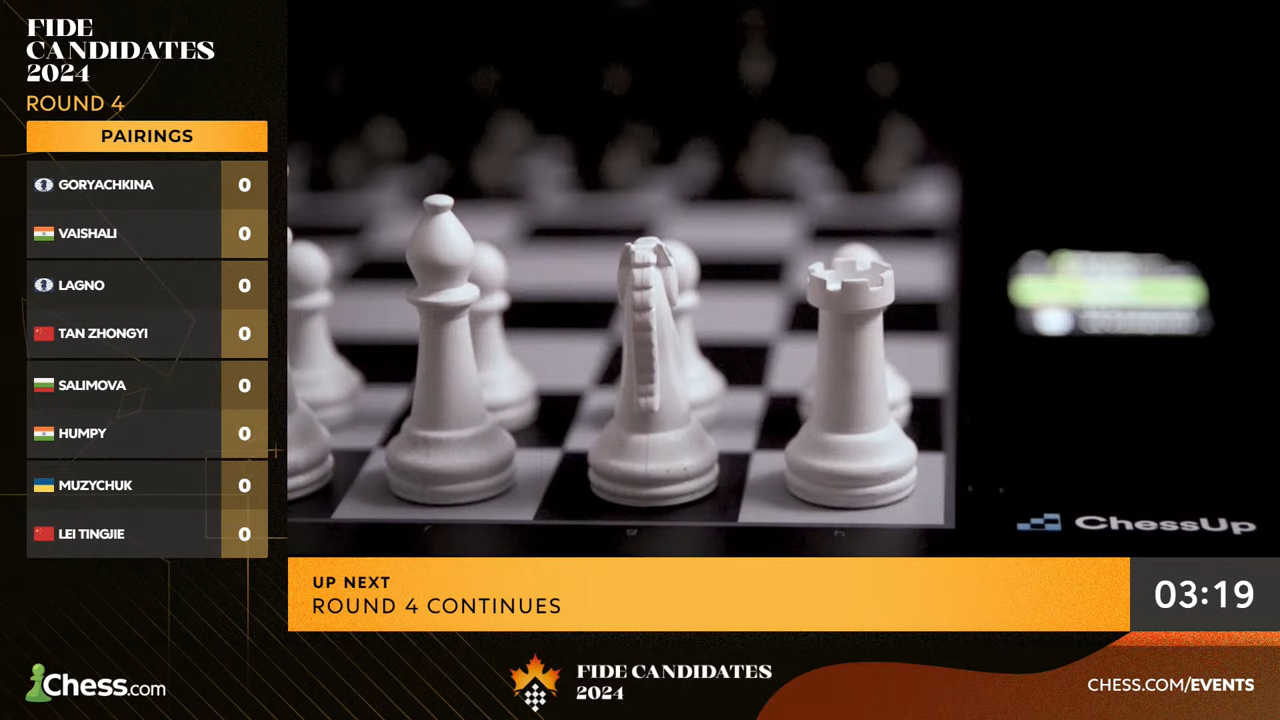 FIDE
CANDIDATES
2024
ROUND 4
PAIRINGS
GORYACHKINA 0
VAISHALI 0
LAGNO 0
TAN ZHONGYI 0
SALIMOVA 0
HUMPY 0
MUZYCHUK 0
LEI TINGJIE 0
ChessUp
UP NEXT
ROUND 4 CONTINUES
03:19
Chess.com
FIDE CANDIDATES
2024
CHESS.COM/EVENTS